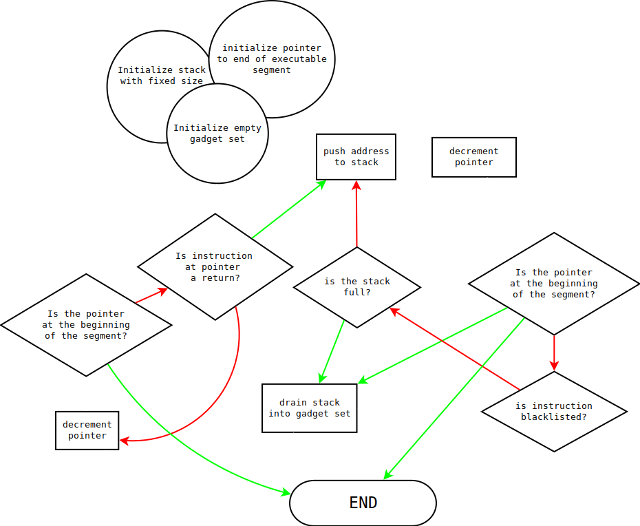 initialize pointer
to end of executable
segment
Initialize stack
with fixed size
Initialize empty
gadget set
push address
to stack
decrement
pointer
Is instruction
at pointer
a return?
is the stack
full?
Is the pointer
at the beginning
of the segment?
Is the pointer
at the beginning
of the segment?
drain stack
into gadget set
is instruction
blacklisted?
decrement
pointer
END